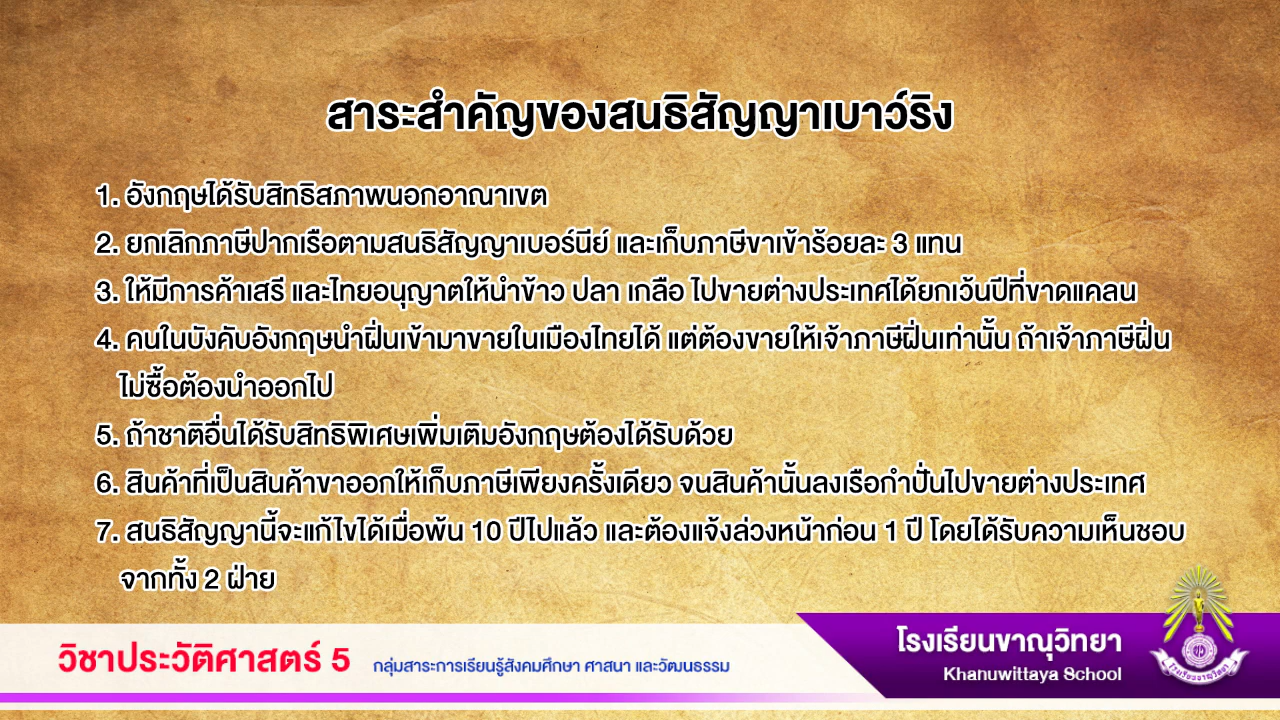 สาระสำคัญของสนธิสัญญาเบาว์ริง
1. อังกฤษได้รับสิทธิสภาพนอกอาณาเขต
2. ยกเลิกภาษีปากเรือตามสนธิสัญญาเบอร์นีย์ และเก็บภาษีขาเข้าร้อยละ 3 แทน
3. ให้มีการค้าเสรี และไทยอนุญาตให้นำข้าว ปลา เกลือ ไปขายต่างประเทศได้ยกเว้นปีที่ขาดแคลน
4. คนในบังคับอังกฤษนำฝิ่นเข้ามาขายในเมืองไทยได้ แต่ต้องขายให้เจ้าภาษีฝิ่นเท่านั้น ถ้าเจ้าภาษีฝิ่น
ไม่ซื้อต้องนำออกไป
5. ถ้าชาติอื่นได้รับสิทธิพิเศษเพิ่มเติมอังกฤษต้องได้รับด้วย
6. สินค้าที่เป็นสินค้าขาออกให้เก็บภาษีเพียงครั้งเดียว จนสินค้านั้นลงเรือกำปั่นไปขายต่างประเทศ
7. สนธิสัญญานี้จะแก้ไขได้เมื่อพ้น 10 ปีไปแล้ว และต้องแจ้งล่วงหน้าก่อน 1 ปี โดยได้รับความเห็นชอบ
จากทั้ง 2 ฝ่าย
วิชาประวัติศาสตร์ 5 กลุ่มสาระการเรียนรู้สังคมศึกษา ศาสนา และวัฒนธรรม
โรงเรียนขาณุวิทยา
Khanuwittaya School
โรงเรียนขาณุวิทยา